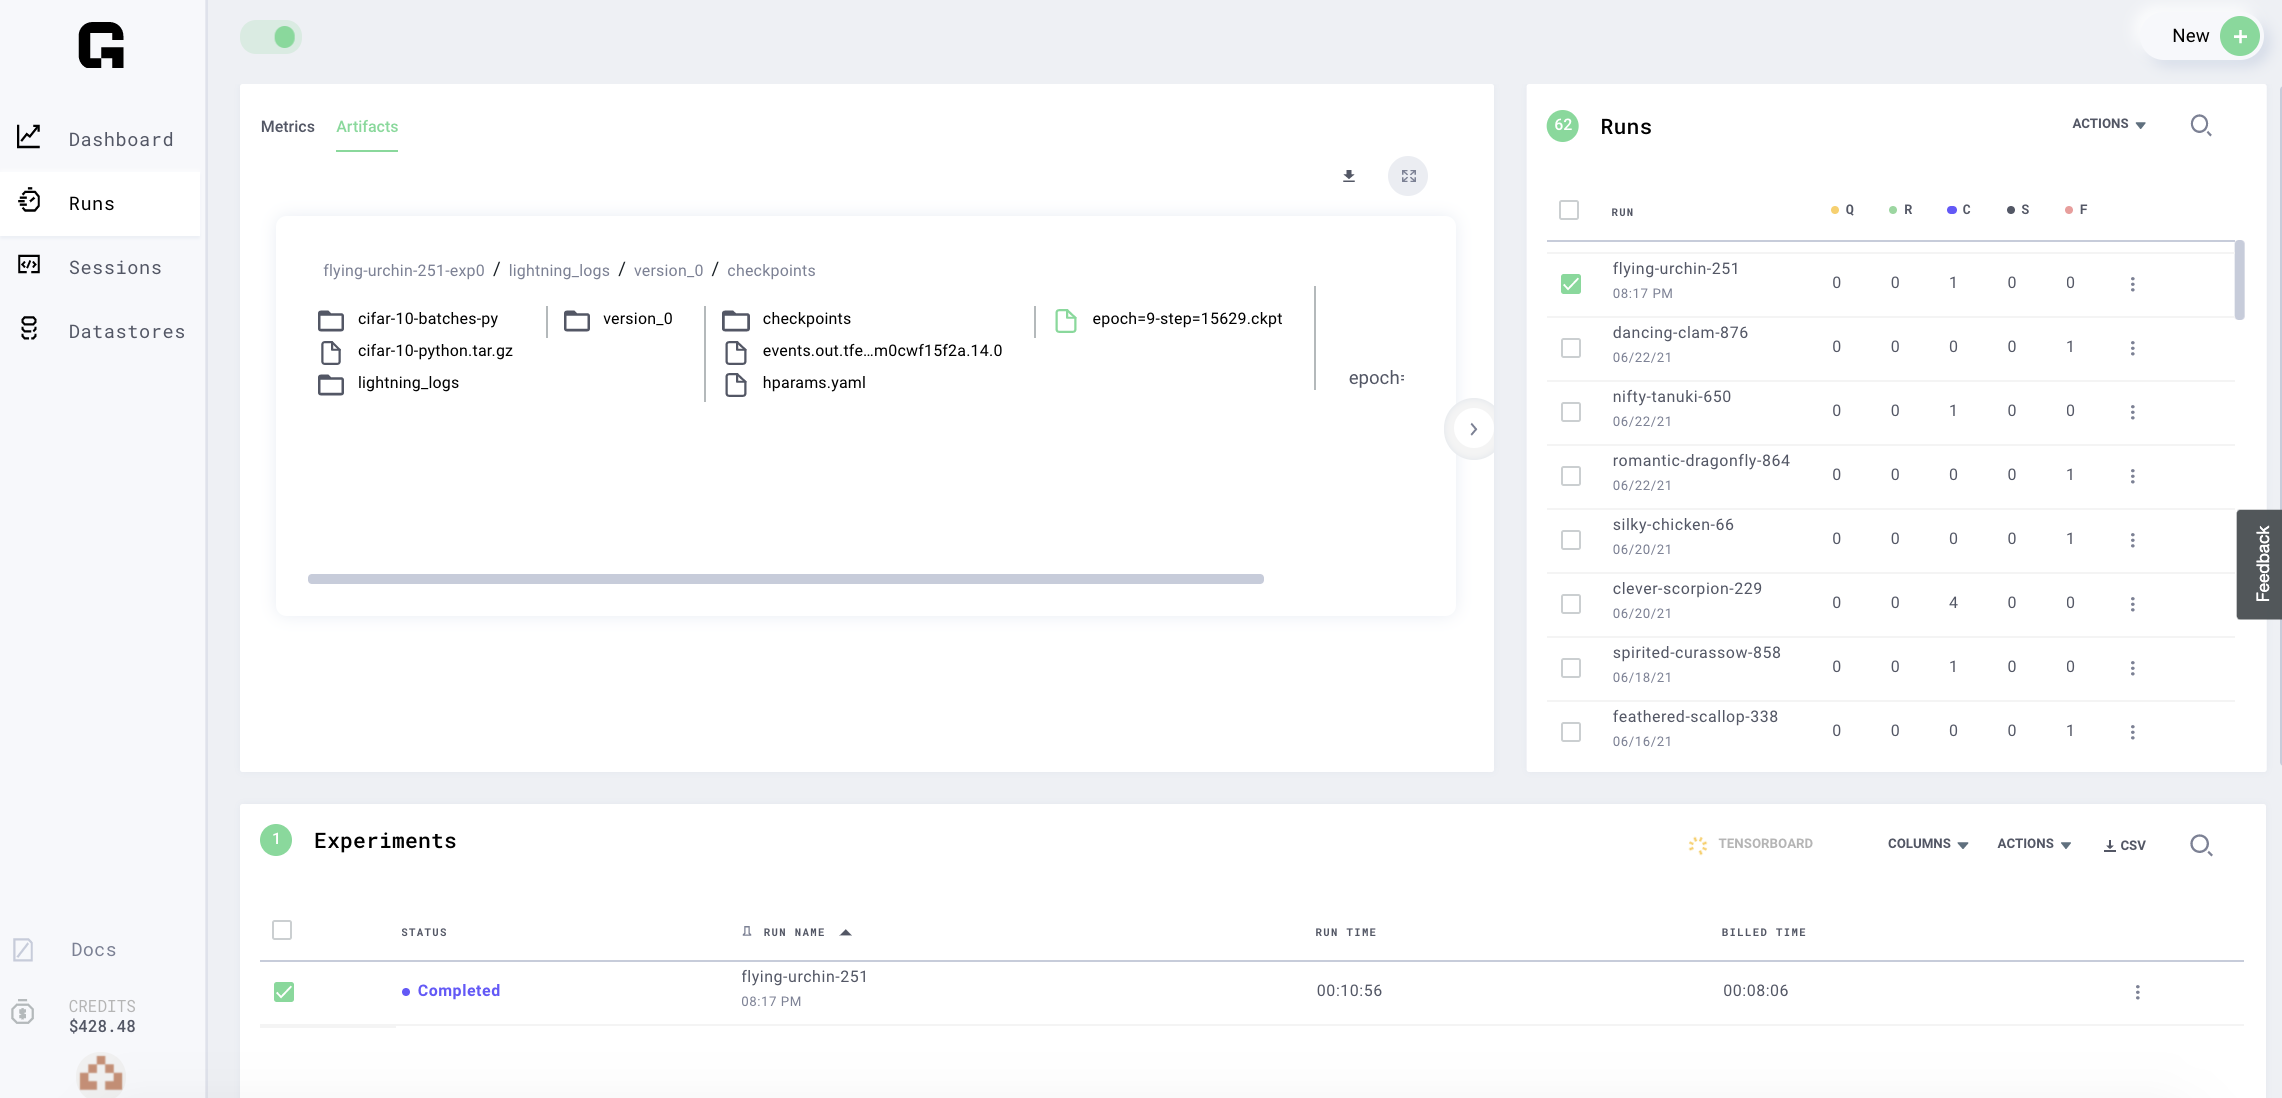 New
Dashboard
Runs
Sessions
Datastores
Docs
CREDITS
$428.48
Metrics Artifacts
flying-urchin-251-exp0 / lightning_logs / version_0 / checkpoints
cifar-10-batches-py version_0 checkpoints epoch=9-step=15629.ckpt
cifar-10-python.tar.gz events.out.tfe...m0cwf15f2a.14.0
lightning_logs hparams.yaml
epoch=
62 Runs ACTIONS
RUN Q R C S F
flying-urchin-251
08:17 PM 0 0 1 0 0
dancing-clam-876
06/22/21 0 0 0 0 1
nifty-tanuki-650
06/22/21 0 0 1 0 0
romantic-dragonfly-864
06/22/21 0 0 0 0 1
silky-chicken-66
06/20/21 0 0 0 0 1
clever-scorpion-229
06/20/21 0 0 4 0 0
spirited-curassow-858
06/18/21 0 0 1 0 0
feathered-scallop-338
06/16/21 0 0 0 0 1
Feedback
1 Experiments TENSORBOARD COLUMNS ACTIONS CSV
STATUS RUN NAME RUN TIME BILLED TIME
Completed flying-urchin-251 00:10:56 00:08:06
08:17 PM